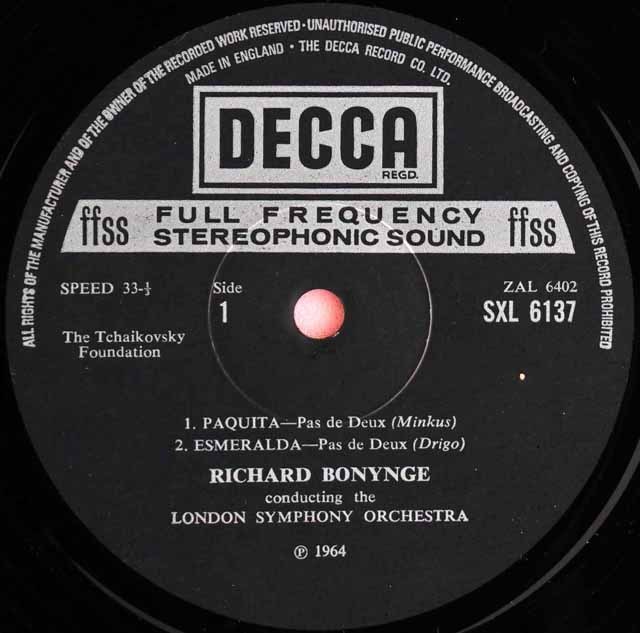 ALL RIGHTS OF THE MANUFACTURER AND OF THE OWNER OF THE RECORDED WORK RESERVED · UNAUTHORISED PUBLIC PERFORMANCE BROADCASTING AND COPYING OF THIS RECORD PROHIBITED
MADE IN ENGLAND · THE DECCA RECORD CO. LTD.
DECCA
REGD.
ffss FULL FREQUENCY STEREOPHONIC SOUND ffss
SPEED 33-⅓
Side 1
ZAL 6402
SXL 6137
The Tchaikovsky
Foundation
1. PAQUITA—Pas de Deux (Minkus)
2. ESMERALDA—Pas de Deux (Drigo)
RICHARD BONYNGE
conducting the
LONDON SYMPHONY ORCHESTRA
℗ 1964